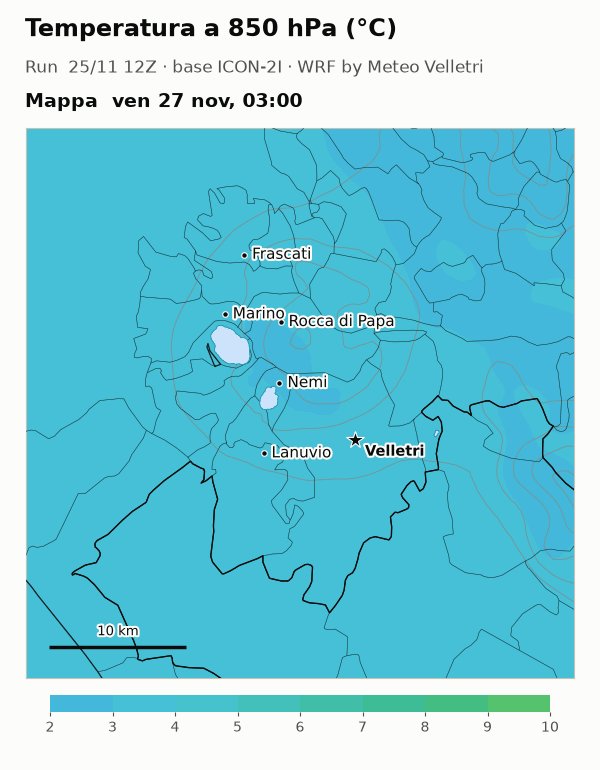 Temperatura a 850 hPa (°C)
Run  25/11 12Z · base ICON-2I · WRF by Meteo Velletri
Mappa  ven 27 nov, 03:00
Frascati
Marino
Rocca di Papa
Nemi
Velletri
Lanuvio
10 km
2 3 4 5 6 7 8 9 10